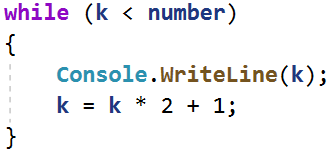 while (k < number)
{
    Console.WriteLine(k);
    k = k * 2 + 1;
}